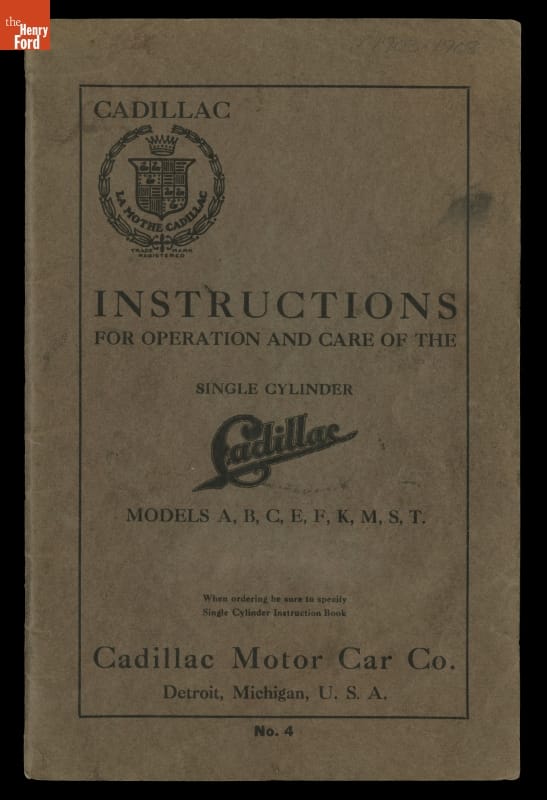 the
Henry
Ford
CADILLAC
LA MOTHE CADILLAC
TRADE MARK
REGISTERED
INSTRUCTIONS
FOR OPERATION AND CARE OF THE
SINGLE CYLINDER
Cadillac
MODELS A, B, C, E, F, K, M, S, T.
When ordering be sure to specify
Single Cylinder Instruction Book
Cadillac Motor Car Co.
Detroit, Michigan, U. S. A.
No. 4